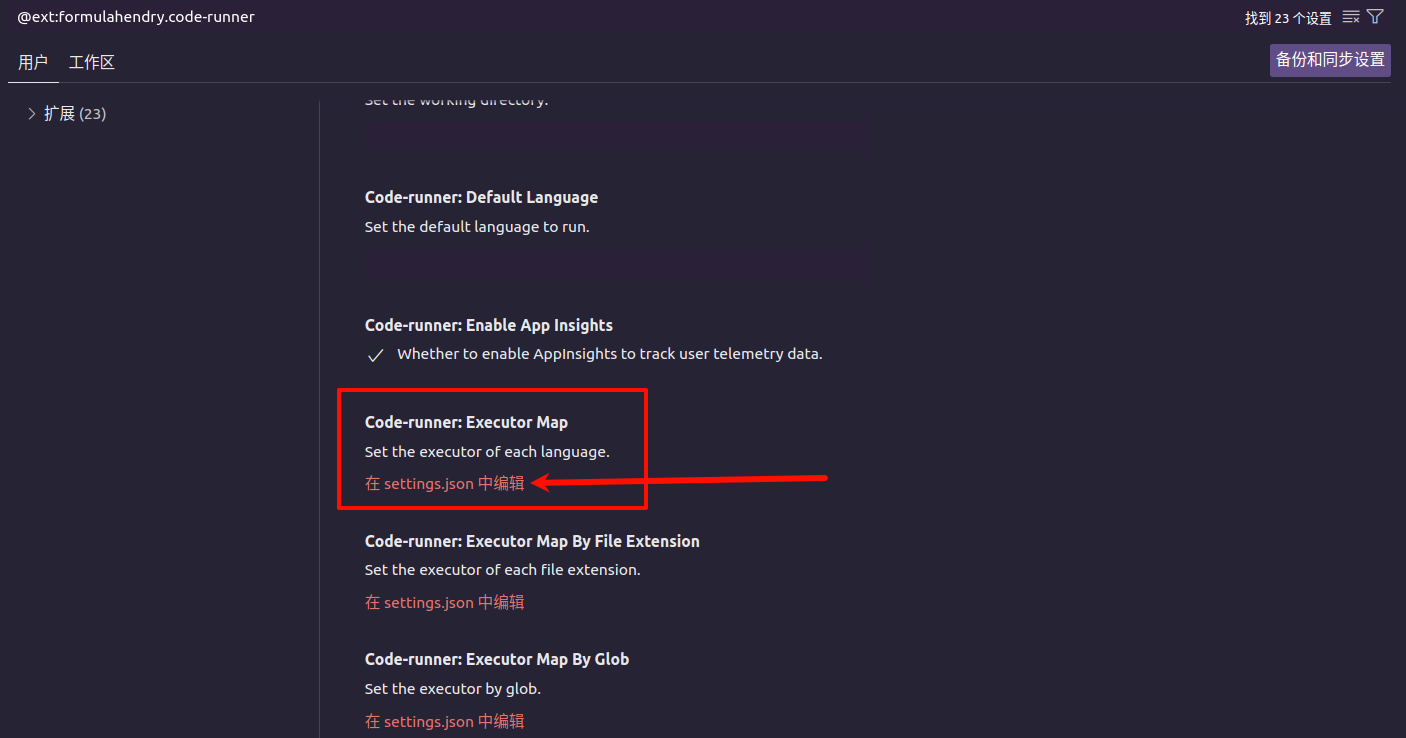 @ext:formulahendry.code-runner
找到 23 个设置
用户 工作区
备份和同步设置
扩展 (23)
Set the working directory.
Code-runner: Default Language
Set the default language to run.
Code-runner: Enable App Insights
Whether to enable AppInsights to track user telemetry data.
Code-runner: Executor Map
Set the executor of each language.
在 settings.json 中编辑
Code-runner: Executor Map By File Extension
Set the executor of each file extension.
在 settings.json 中编辑
Code-runner: Executor Map By Glob
Set the executor by glob.
在 settings.json 中编辑